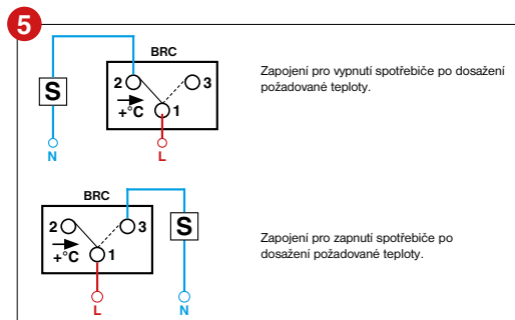 5
BRC
2
3
S
+°C
1
N
L
Zapojení pro vypnutí spotřebiče po dosažení
požadované teploty.
BRC
2
3
S
+°C
1
L
N
Zapojení pro zapnutí spotřebiče po
dosažení požadované teploty.